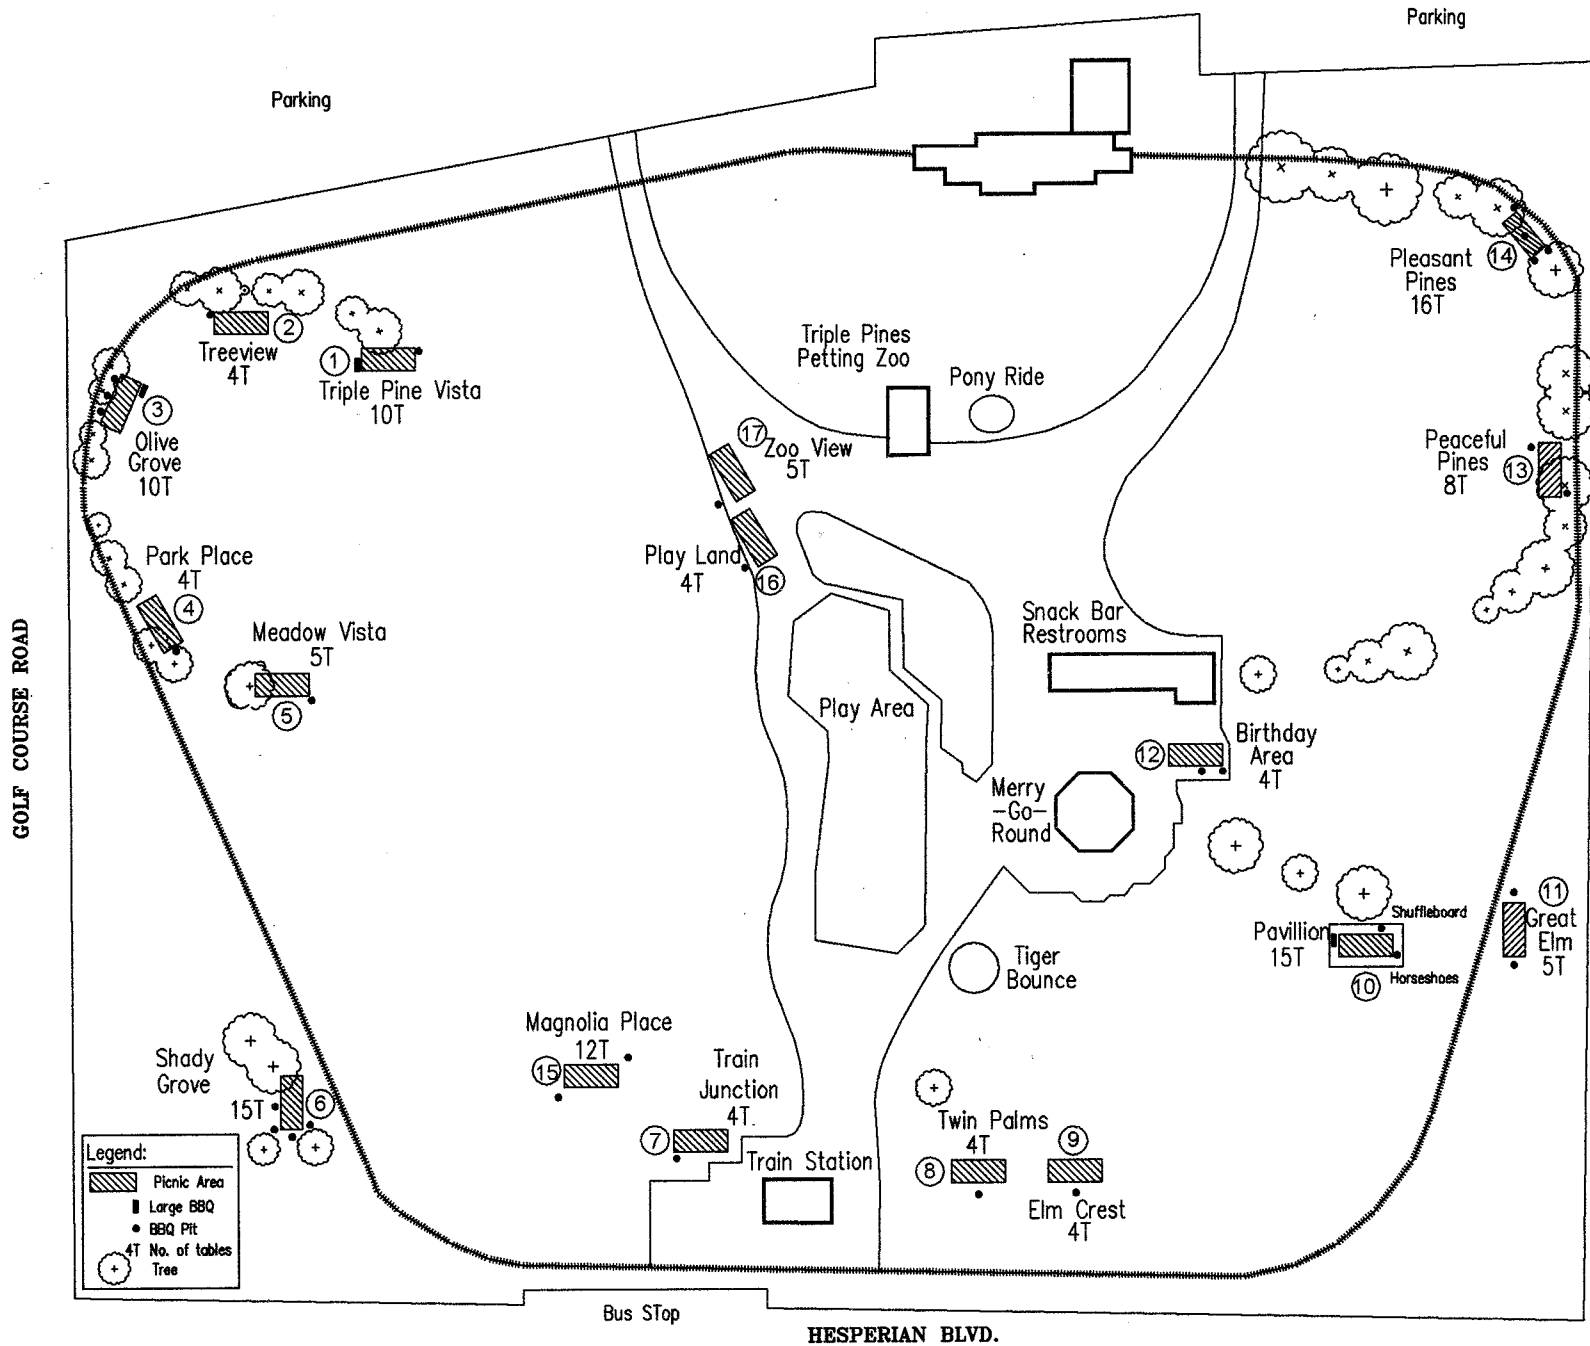 Parking
Parking
Pleasant
Pines
16T
14
2
Treeview
4T
1
Triple Pine Vista
10T
Triple Pines
Petting Zoo
Pony Ride
3
Olive
Grove
10T
17
Zoo View
5T
Peaceful
Pines
8T
13
Park Place
4T
4
Play Land
4T
16
Meadow Vista
5T
5
Snack Bar
Restrooms
GOLF COURSE ROAD
Play Area
12
Birthday
Area
4T
Merry
-Go-
Round
11
Great
Elm
5T
Shuffleboard
Pavillion
15T
10
Horseshoes
Tiger
Bounce
Magnolia Place
12T
15
Train
Junction
4T
7
Shady
Grove
15T
6
Twin Palms
4T
8
9
Elm Crest
4T
Train Station
Legend:
Picnic Area
Large BBQ
BBQ Pit
4T No. of tables
Tree
Bus STop
HESPERIAN BLVD.